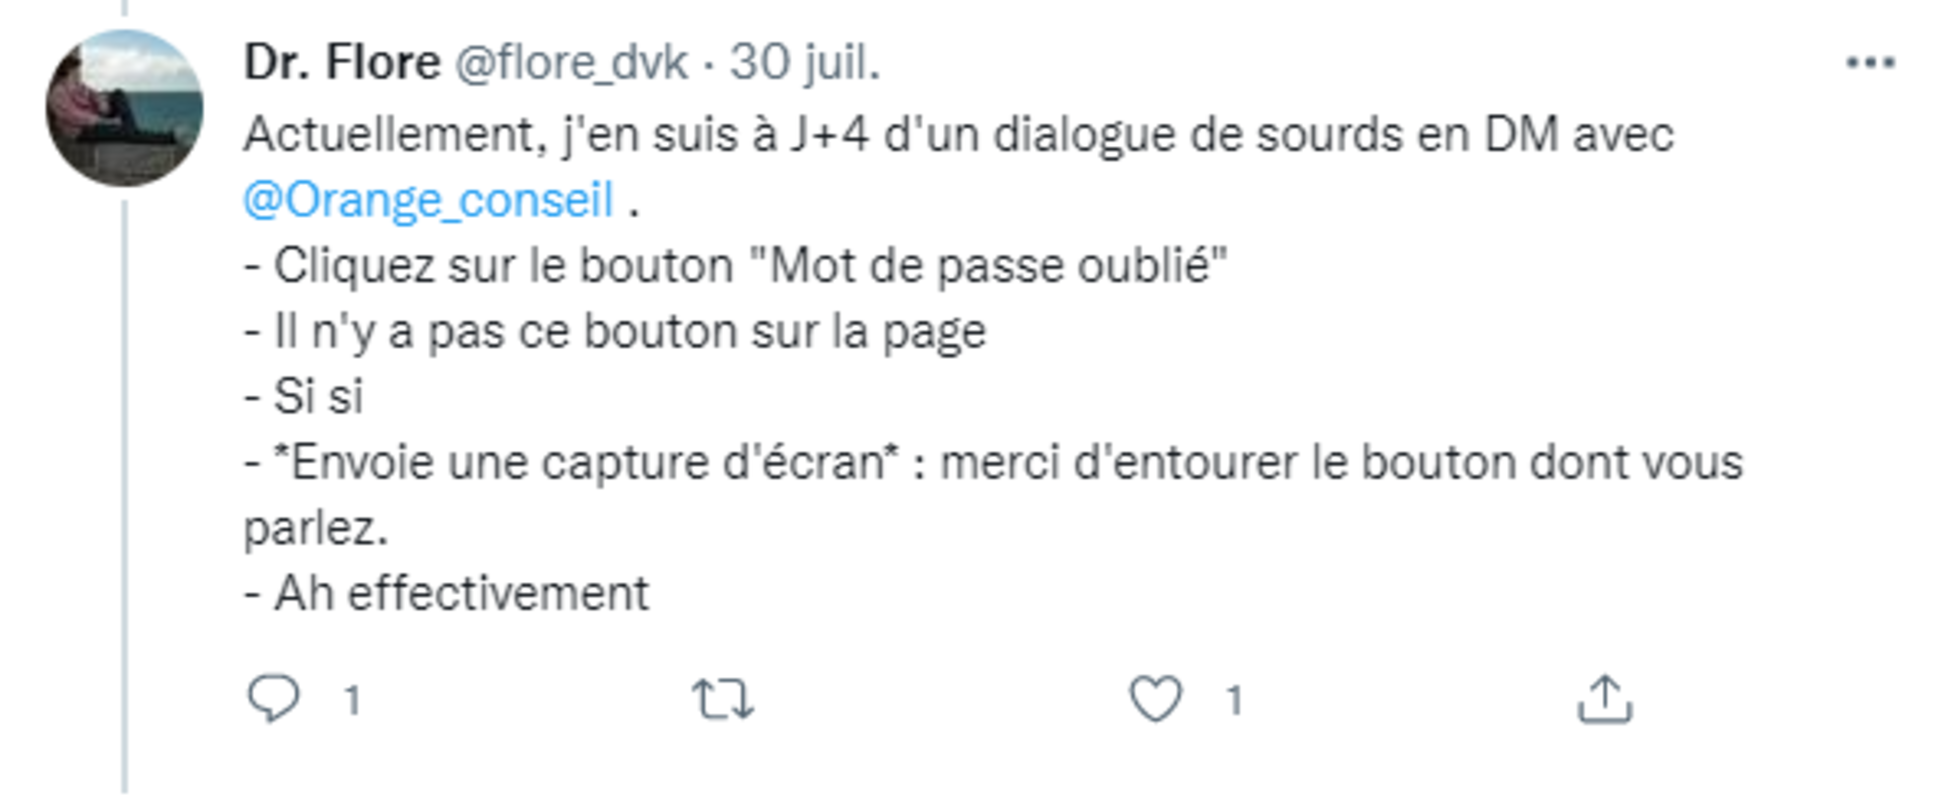 Dr. Flore @flore_dvk · 30 juil.
Actuellement, j'en suis à J+4 d'un dialogue de sourds en DM avec
@Orange_conseil .
- Cliquez sur le bouton "Mot de passe oublié"
- Il n'y a pas ce bouton sur la page
- Si si
- *Envoie une capture d'écran* : merci d'entourer le bouton dont vous
parlez.
- Ah effectivement
1 1